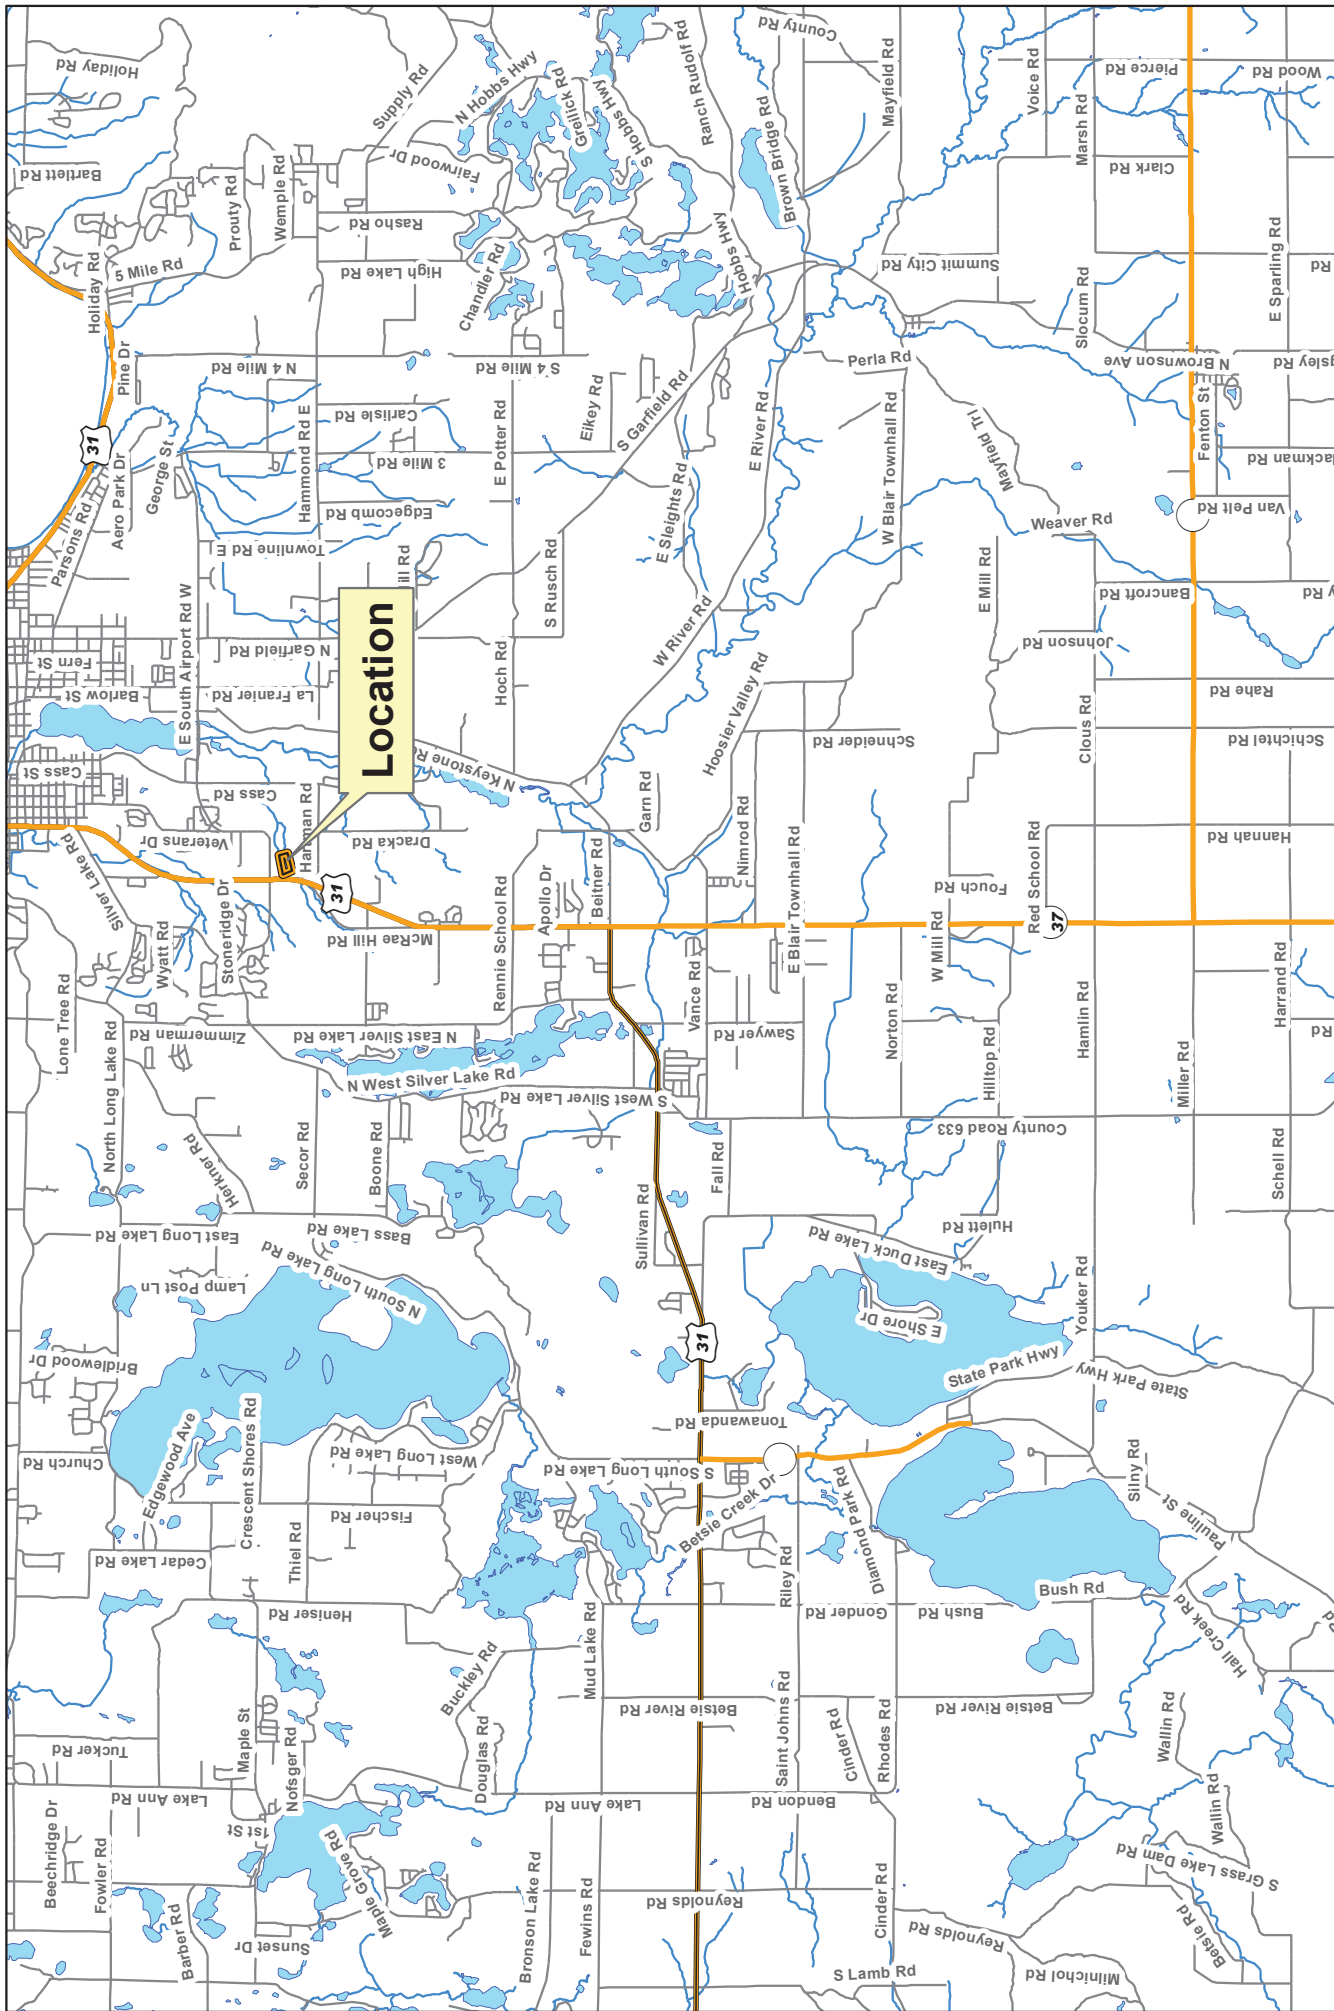 Holiday Rd
Supply Rd
N Hobbs Hwy
Greilick Rd
S Hobbs Hwy
Ranch Rudolf Rd
County Rd
Mayfield Rd
Voice Rd
Pierce Rd
Wood Rd
Bartlett Rd
Prouty Rd
Wemple Rd
Fairwood Dr
Rasho Rd
Brown Bridge Rd
Marsh Rd
Clark Rd
Holiday Rd
5 Mile Rd
High Lake Rd
Chandler Rd
Hobbs Hwy
Summit City Rd
Slocum Rd
E Sparling Rd
Rd
Pine Dr
N 4 Mile Rd
S 4 Mile Rd
Perla Rd
N Brownson Ave
31
Aero Park Dr
George St
Carlisle Rd
Hammond Rd E
3 Mile Rd
E Potter Rd
Eikey Rd
S Garfield Rd
E River Rd
W Blair Townhall Rd
Mayfield Trl
Fenton St
Parsons Rd
Edgecomb Rd
Townline Rd E
E Sleights Rd
Weaver Rd
Van Pelt Rd
S Rusch Rd
E Mill Rd
Bancroft Rd
Fern St
Barlow St
E South Airport Rd W
N Garfield Rd
La Franier Rd
Location
Hoch Rd
W River Rd
Hoosier Valley Rd
Johnson Rd
Rahe Rd
Cass St
Cass Rd
N Keystone Rd
Garn Rd
Schneider Rd
Clous Rd
Schichtel Rd
Silver Lake Rd
Veterans Dr
Dracka Rd
Nimrod Rd
Hannah Rd
Wyatt Rd
Stoneridge Dr
31
McRae Hill Rd
Rennie School Rd
Apollo Dr
Beitner Rd
E Blair Townhall Rd
Fouch Rd
W Mill Rd
Red School Rd
37
Lone Tree Rd
North Long Lake Rd
Zimmerman Rd
N East Silver Lake Rd
N West Silver Lake Rd
S West Silver Lake Rd
Vance Rd
Sawyer Rd
Norton Rd
Hilltop Rd
Hamlin Rd
Miller Rd
Harrand Rd
Rd
Herkner Rd
Secor Rd
Boone Rd
Fall Rd
County Road 633
Schell Rd
East Long Lake Rd
Bass Lake Rd
Sullivan Rd
East Duck Lake Rd
Hulett Rd
Lamp Post Ln
N South Long Lake Rd
E Shore Dr
Youker Rd
Bridlewood Dr
31
State Park Hwy
State Park Hwy
Church Rd
Edgewood Ave
Crescent Shores Rd
West Long Lake Rd
S South Long Lake Rd
Tonawanda Rd
Betsie Creek Dr
Diamond Park Rd
Silny Rd
Pauline St
Cedar Lake Rd
Thiel Rd
Fischer Rd
Heniser Rd
Mud Lake Rd
Riley Rd
Gonder Rd
Bush Rd
Bush Rd
Hall Creek Rd
Tucker Rd
Maple St
Nofsger Rd
Buckley Rd
Douglas Rd
Betsie River Rd
Saint Johns Rd
Cinder Rd
Rhodes Rd
Betsie River Rd
Wallin Rd
Beechridge Dr
Lake Ann Rd
1st St
Lake Ann Rd
Bendon Rd
Wallin Rd
Fowler Rd
Barber Rd
Sunset Dr
Maple Grove Rd
Bronson Lake Rd
Fewins Rd
Reynolds Rd
Cinder Rd
S Lamb Rd
Reynolds Rd
Minichol Rd
S Grass Lake Dam Rd
Betsie Rd